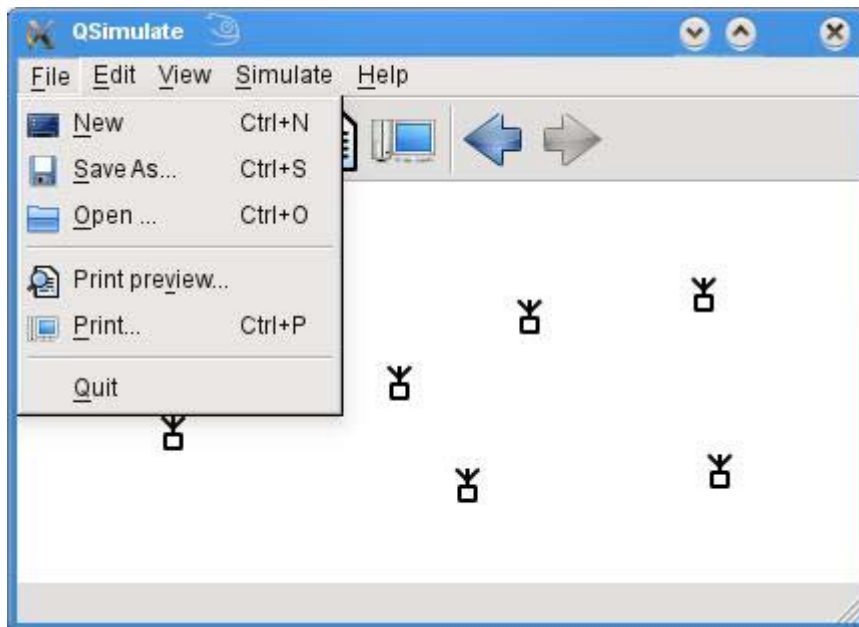 QSimulate
File Edit View Simulate Help
New Ctrl+N
Save As... Ctrl+S
Open ... Ctrl+O
Print preview...
Print... Ctrl+P
Quit